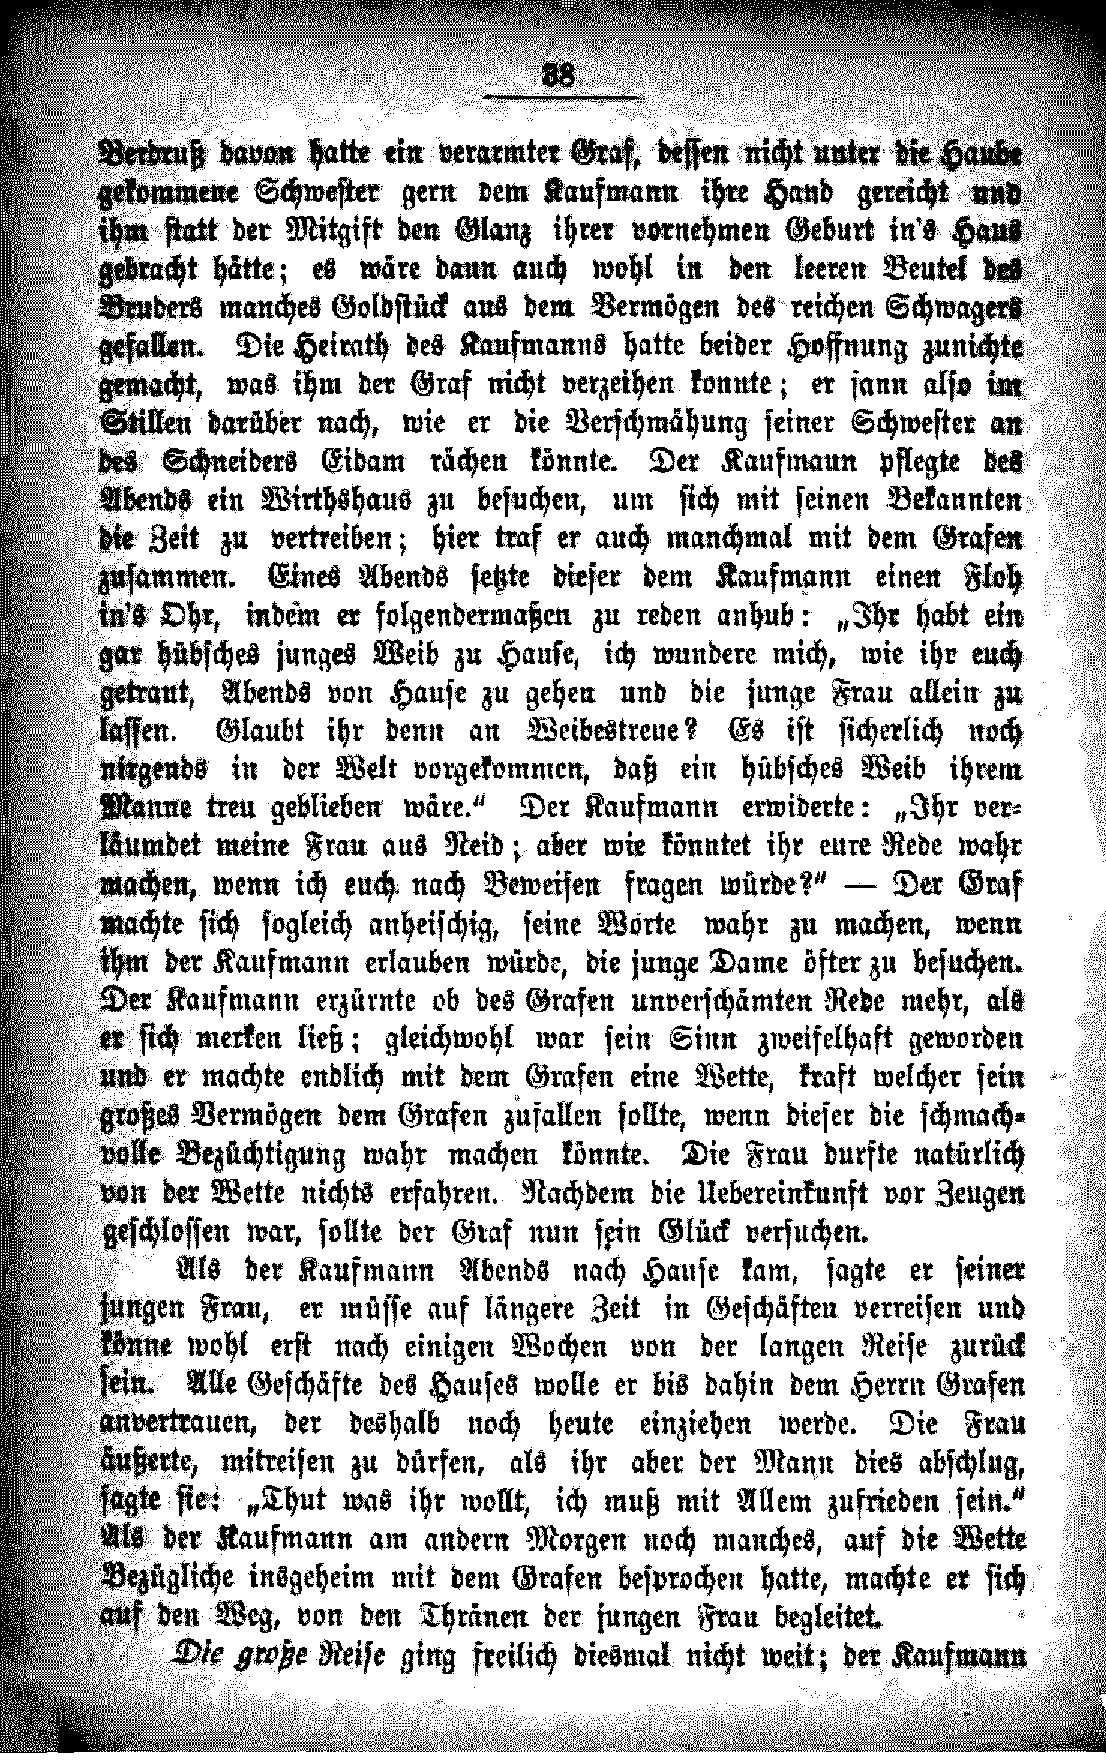 38
Verdruß davon hatte ein verarmter Graf, dessen nicht unter die Haube
gekommene Schwester gern dem Kaufmann ihre Hand gereicht und
ihm statt der Mitgift den Glanz ihrer vornehmen Geburt in's Haus
gebracht hätte; es wäre dann auch wohl in den leeren Beutel des
Bruders manches Goldstück aus dem Vermögen des reichen Schwagers
gefallen. Die Heirath des Kaufmanns hatte beider Hoffnung zunichte
gemacht, was ihm der Graf nicht verzeihen konnte; er sann also im
Stillen darüber nach, wie er die Verschmähung seiner Schwester an
des Schneiders Eidam rächen könnte. Der Kaufmann pflegte des
Abends ein Wirthshaus zu besuchen, um sich mit seinen Bekannten
die Zeit zu vertreiben; hier traf er auch manchmal mit dem Grafen
zusammen. Eines Abends setzte dieser dem Kaufmann einen Floh
in's Ohr, indem er folgendermaßen zu reden anhub: „Ihr habt ein
gar hübsches junges Weib zu Hause, ich wundere mich, wie ihr euch
getraut, Abends von Hause zu gehen und die junge Frau allein zu
lassen. Glaubt ihr denn an Weibestreue? Es ist sicherlich noch
nirgends in der Welt vorgekommen, daß ein hübsches Weib ihrem
Manne treu geblieben wäre.“ Der Kaufmann erwiderte: „Ihr ver-
läumdet meine Frau aus Neid; aber wie könntet ihr eure Rede wahr
machen, wenn ich euch nach Beweisen fragen würde?“ — Der Graf
machte sich sogleich anheischig, seine Worte wahr zu machen, wenn
ihm der Kaufmann erlauben würde, die junge Dame öfter zu besuchen.
Der Kaufmann erzürnte ob des Grafen unverschämten Rede mehr, als
er sich merken ließ; gleichwohl war sein Sinn zweifelhaft geworden
und er machte endlich mit dem Grafen eine Wette, kraft welcher sein
großes Vermögen dem Grafen zufallen sollte, wenn dieser die schmach-
volle Bezüchtigung wahr machen könnte. Die Frau durfte natürlich
von der Wette nichts erfahren. Nachdem die Uebereinkunft vor Zeugen
geschlossen war, sollte der Graf nun sein Glück versuchen.
Als der Kaufmann Abends nach Hause kam, sagte er seiner
jungen Frau, er müsse auf längere Zeit in Geschäften verreisen und
könne wohl erst nach einigen Wochen von der langen Reise zurück
sein. Alle Geschäfte des Hauses wolle er bis dahin dem Herrn Grafen
anvertrauen, der deshalb noch heute einziehen werde. Die Frau
äußerte, mitreisen zu dürfen, als ihr aber der Mann dies abschlug,
sagte sie: „Thut was ihr wollt, ich muß mit Allem zufrieden sein.“
Als der Kaufmann am andern Morgen noch manches, auf die Wette
Bezügliche insgeheim mit dem Grafen besprochen hatte, machte er sich
auf den Weg, von den Thränen der jungen Frau begleitet.
Die große Reise ging freilich diesmal nicht weit; der Kaufmann